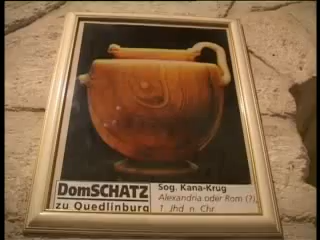 DomSCHATZ
zu Quedlinburg
Sog. Kana-Krug
Alexandria oder Rom (?),
1. Jhd n. Chr.